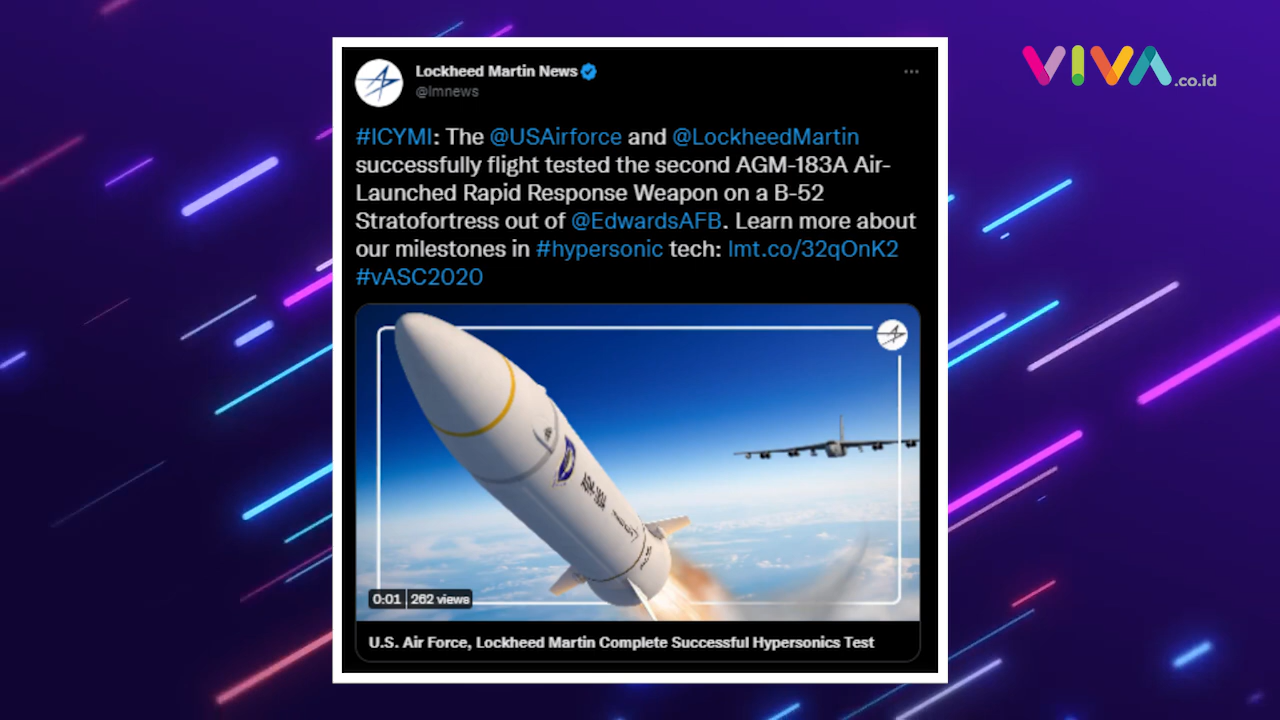 VIVA.co.id
Lockheed Martin News
@lmnews
#ICYMI: The @USAirforce and @LockheedMartin
successfully flight tested the second AGM-183A Air-
Launched Rapid Response Weapon on a B-52
Stratofortress out of @EdwardsAFB. Learn more about
our milestones in #hypersonic tech: lmt.co/32qOnK2
#vASC2020
AGM-183A
0:01 262 views
U.S. Air Force, Lockheed Martin Complete Successful Hypersonics Test